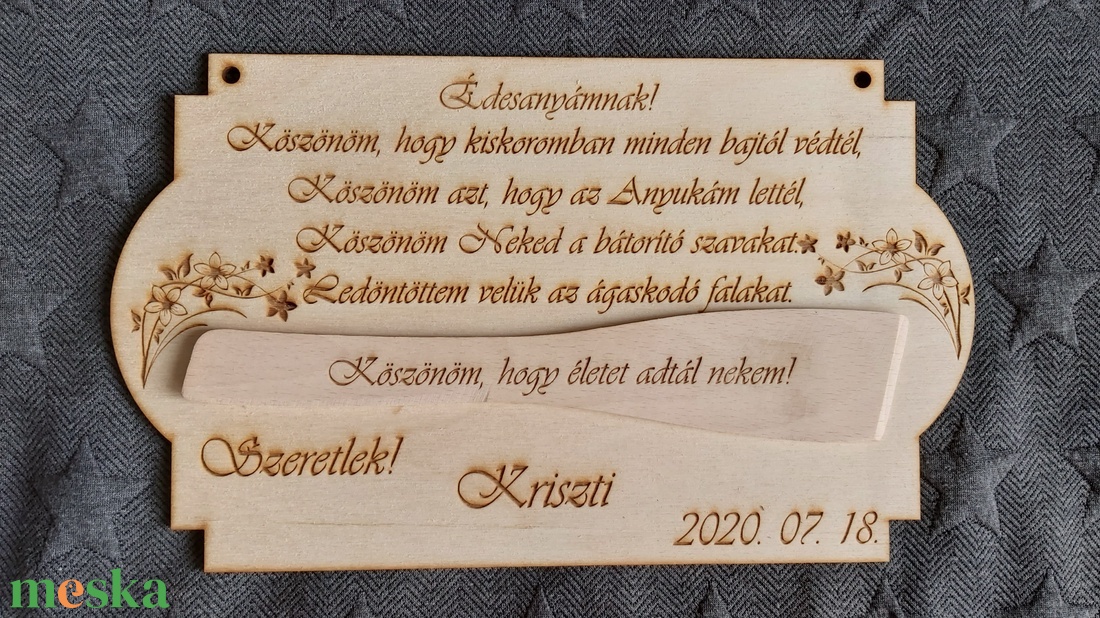 Édesanyámnak!
Köszönöm, hogy kiskoromban minden bajtól védtél,
Köszönöm azt, hogy az Anyukám lettél,
Köszönöm Neked a bátorító szavakat.
Ledöntöttem velük az ágaskodó falakat.
Köszönöm, hogy életet adtál nekem!
Szeretlek!
Kriszti
2020. 07. 18.
meska